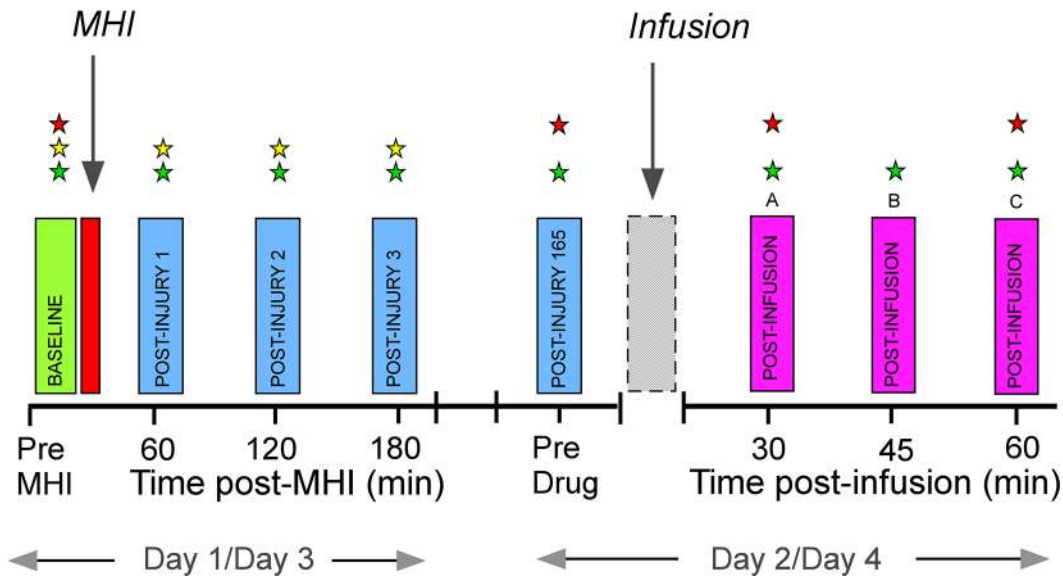 MHI
Infusion
A
B
C
BASELINE
POST-INJURY 1
POST-INJURY 2
POST-INJURY 3
POST-INJURY 165
POST-INFUSION
POST-INFUSION
POST-INFUSION
Pre
MHI
60
120
180
Time post-MHI (min)
Pre
Drug
30
45
60
Time post-infusion (min)
Day 1/Day 3
Day 2/Day 4